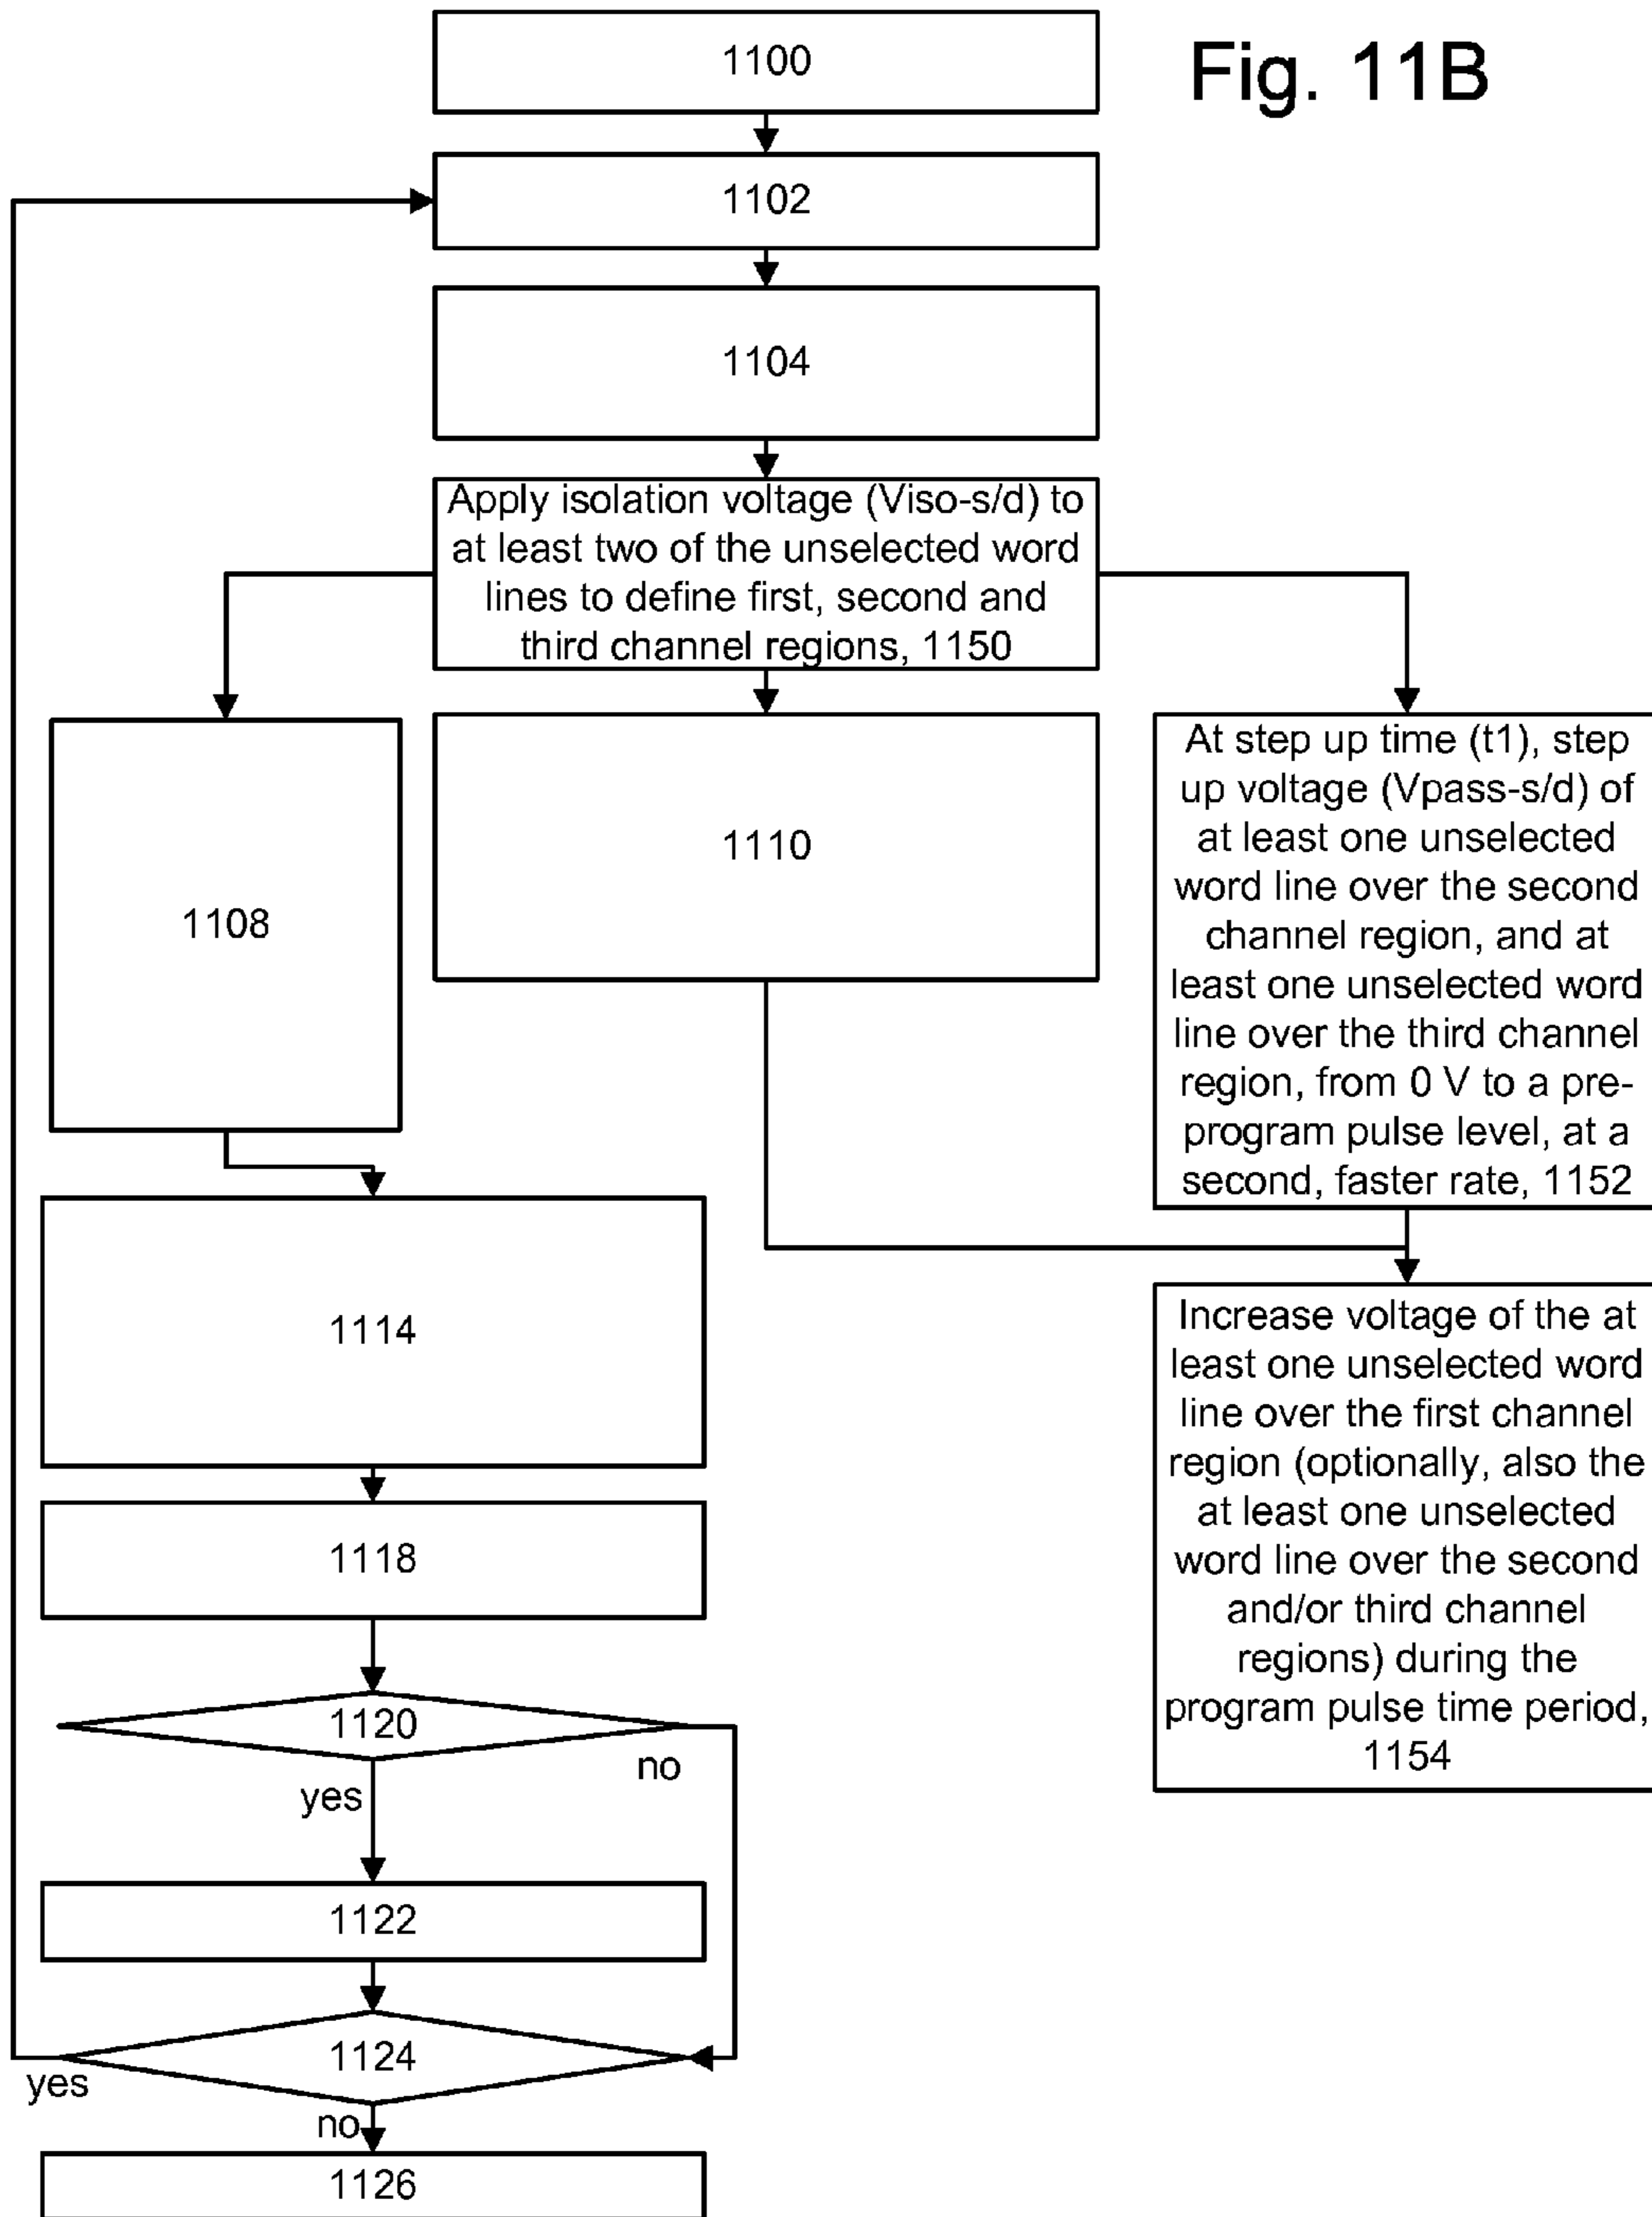 Fig. 11B
1100
1102
1104
Apply isolation voltage (Viso-s/d) to
at least two of the unselected word
lines to define first, second and
third channel regions, 1150
1108
1110
At step up time (t1), step
up voltage (Vpass-s/d) of
at least one unselected
word line over the second
channel region, and at
least one unselected word
line over the third channel
region, from 0 V to a pre-
program pulse level, at a
second, faster rate, 1152
1114
Increase voltage of the at
least one unselected word
line over the first channel
region (optionally, also the
at least one unselected
word line over the second
and/or third channel
regions) during the
program pulse time period,
1154
1118
1120
no
yes
1122
1124
yes
no
1126